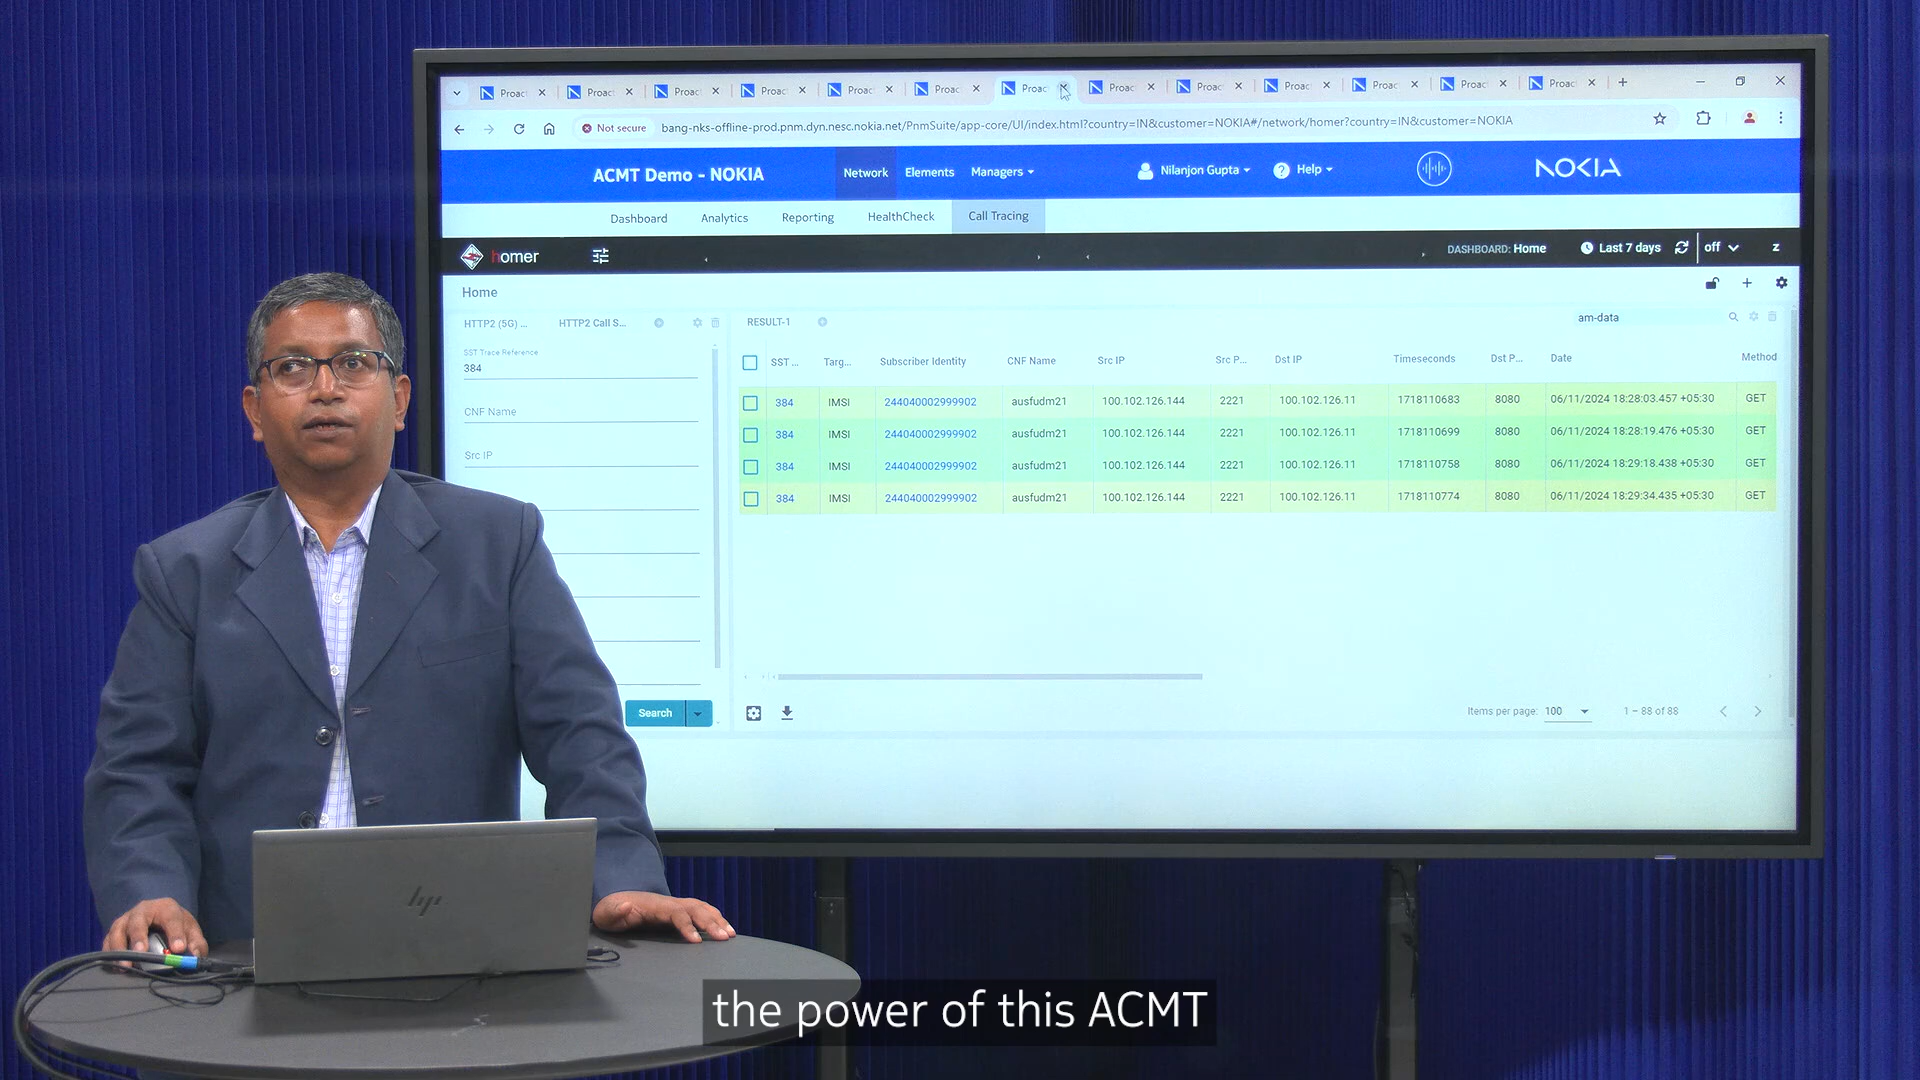 Proac Proac Proac Proac Proac Proac Proac Proac Proac Proac Proac Proac Proac
Not secure bang-nks-offline-prod.pnm.dyn.nesc.nokia.net/PnmSuite/app-core/UI/index.html?country=IN&customer=NOKIA#/network/homer?country=IN&customer=NOKIA
ACMT Demo - NOKIA Network Elements Managers Nilanjon Gupta Help NOKIA
Dashboard Analytics Reporting HealthCheck Call Tracing
homer DASHBOARD: Home Last 7 days off z
Home
HTTP2 (5G) ... HTTP2 Call S... RESULT-1 am-data
SST Trace Reference
384
CNF Name
Src IP
Search
SST ... Targ... Subscriber Identity CNF Name Src IP Src P... Dst IP Timeseconds Dst P... Date Method
384 IMSI 244040002999902 ausfudm21 100.102.126.144 2221 100.102.126.11 1718110683 8080 06/11/2024 18:28:03.457 +05:30 GET
384 IMSI 244040002999902 ausfudm21 100.102.126.144 2221 100.102.126.11 1718110699 8080 06/11/2024 18:28:19.476 +05:30 GET
384 IMSI 244040002999902 ausfudm21 100.102.126.144 2221 100.102.126.11 1718110758 8080 06/11/2024 18:29:18.438 +05:30 GET
384 IMSI 244040002999902 ausfudm21 100.102.126.144 2221 100.102.126.11 1718110774 8080 06/11/2024 18:29:34.435 +05:30 GET
Items per page: 100 1 – 88 of 88
hp
the power of this ACMT